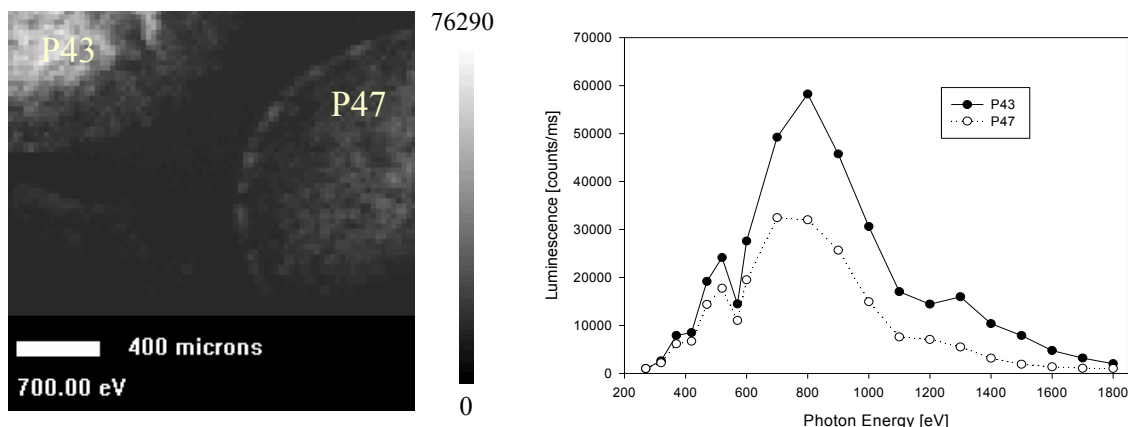 P43
P47
400 microns
700.00 eV
76290
0
Luminescence [counts/ms]
70000
60000
50000
40000
30000
20000
10000
0
P43
P47
200 400 600 800 1000 1200 1400 1600 1800
Photon Energy [eV]